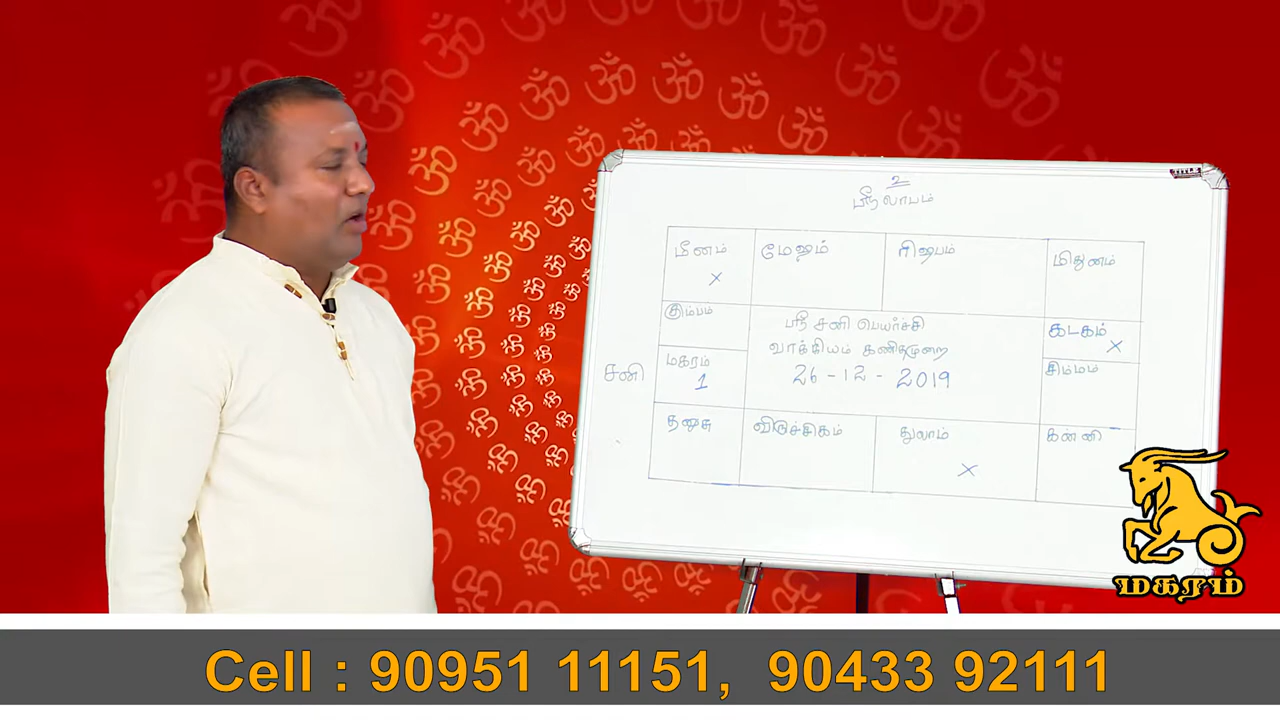 உ
ஸ்ரீ லாபம்
மீனம் மேஷம் ரிஷபம் மிதுனம்
X
கும்பம் கடகம்
X
ஸ்ரீ சனி பெயர்ச்சி
வாக்கியம் கணிதமுறை
26-12-2019
சனி மகரம் சிம்மம்
1
தனுசு விருச்சிகம் துலாம் கன்னி
X
மகரம்
Cell : 90951 11151, 90433 92111